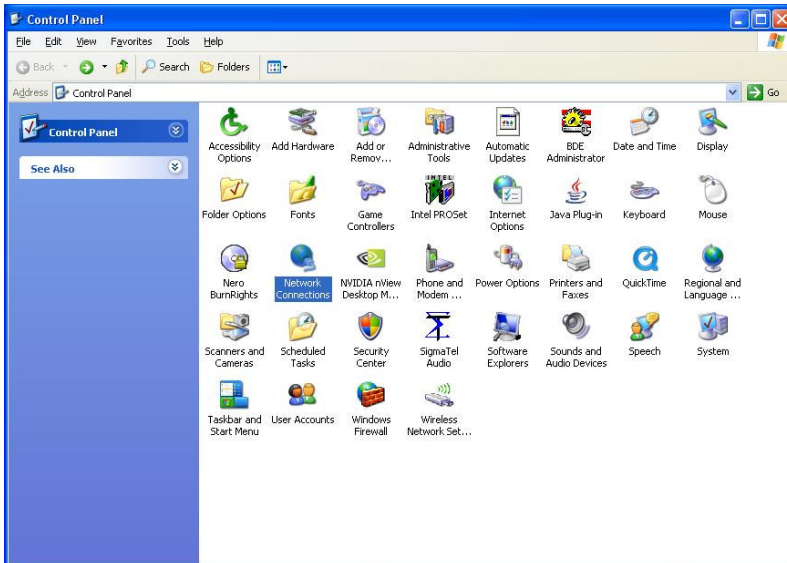 Control Panel
File Edit View Favorites Tools Help
Back Search Folders
Address Control Panel Go
Control Panel
See Also
Accessibility Options
Add Hardware
Add or Remov...
Administrative Tools
Automatic Updates
BDE Administrator
Date and Time
Display
Folder Options
Fonts
Game Controllers
INTEL
Intel PROSet
Internet Options
Java Plug-in
Keyboard
Mouse
Nero BurnRights
Network Connections
NVIDIA nView Desktop M...
Phone and Modem ...
Power Options
Printers and Faxes
QuickTime
Regional and Language ...
Scanners and Cameras
Scheduled Tasks
Security Center
SigmaTel Audio
Software Explorers
Sounds and Audio Devices
Speech
System
Taskbar and Start Menu
User Accounts
Windows Firewall
Wireless Network Set...